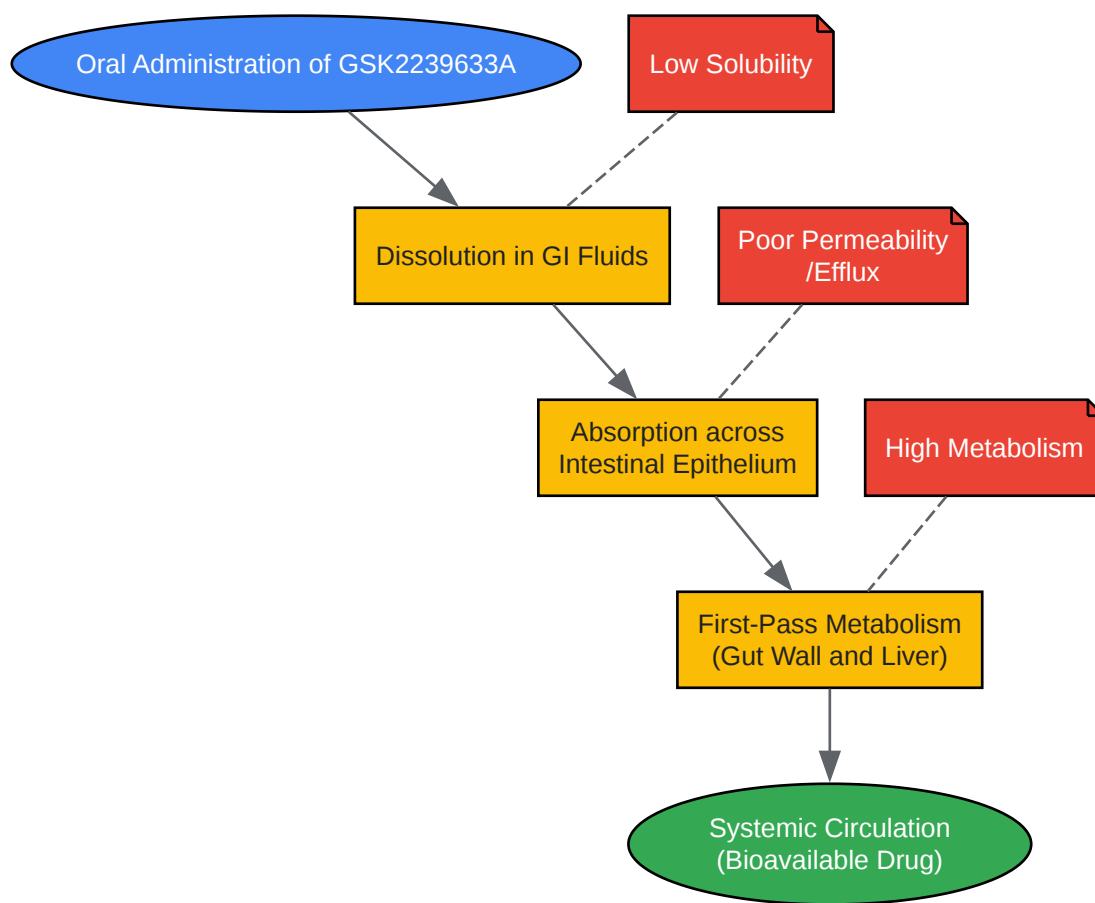 Oral Administration of GSK2239633A
Low Solubility
Dissolution in GI Fluids
Poor Permeability
/Efflux
Absorption across
Intestinal Epithelium
High Metabolism
First-Pass Metabolism
(Gut Wall and Liver)
Systemic Circulation
(Bioavailable Drug)